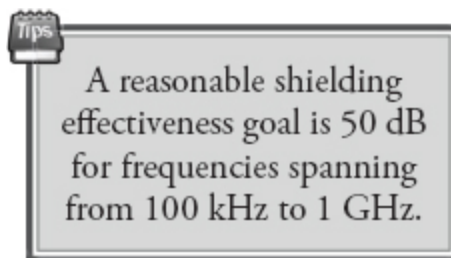 Tips
A reasonable shielding
effectiveness goal is 50 dB
for frequencies spanning
from 100 kHz to 1 GHz.